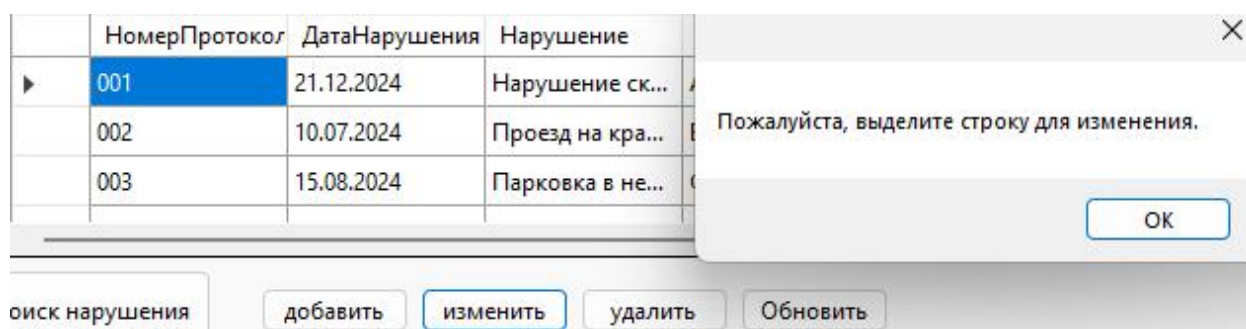 НомерПротокол ДатаНарушения Нарушение
001 21.12.2024 Нарушение ск...
002 10.07.2024 Проезд на кра...
003 15.08.2024 Парковка в не...
Пожалуйста, выделите строку для изменения.
ОК
оиск нарушения добавить изменить удалить Обновить